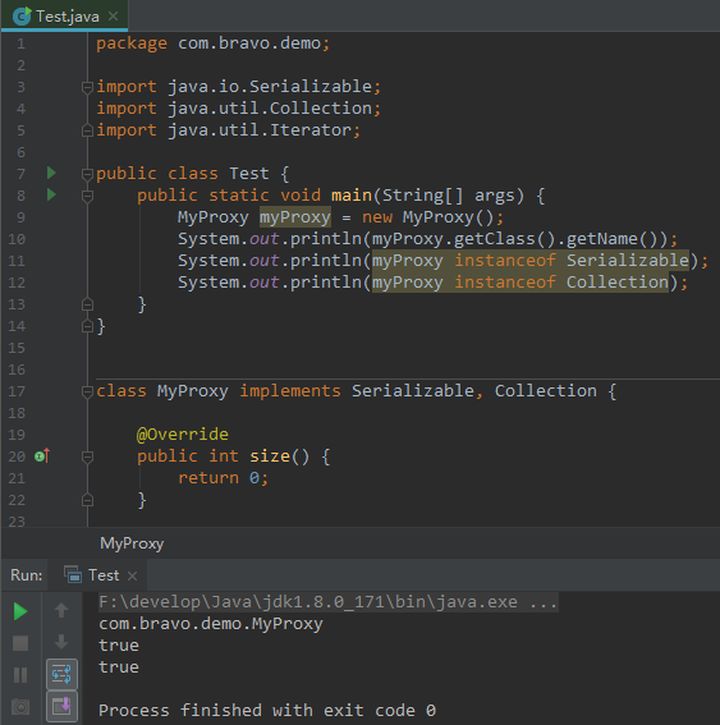 Test.java
1 package com.bravo.demo;
2
3 import java.io.Serializable;
4 import java.util.Collection;
5 import java.util.Iterator;
6
7 public class Test {
8     public static void main(String[] args) {
9         MyProxy myProxy = new MyProxy();
10         System.out.println(myProxy.getClass().getName());
11         System.out.println(myProxy instanceof Serializable);
12         System.out.println(myProxy instanceof Collection);
13     }
14 }
15
16
17 class MyProxy implements Serializable, Collection {
18
19     @Override
20     public int size() {
21         return 0;
22     }
23
MyProxy
Run: Test
F:\develop\Java\jdk1.8.0_171\bin\java.exe ...
com.bravo.demo.MyProxy
true
true
Process finished with exit code 0